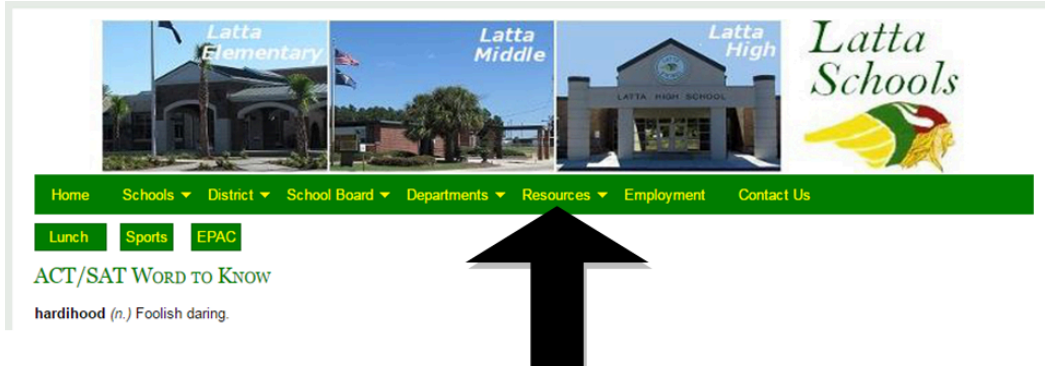 Latta Elementary
Latta Middle
Latta High
LATTA HIGH SCHOOL
Latta Schools
Home Schools District School Board Departments Resources Employment Contact Us
Lunch Sports EPAC
ACT/SAT WORD TO KNOW
hardihood (n.) Foolish daring.